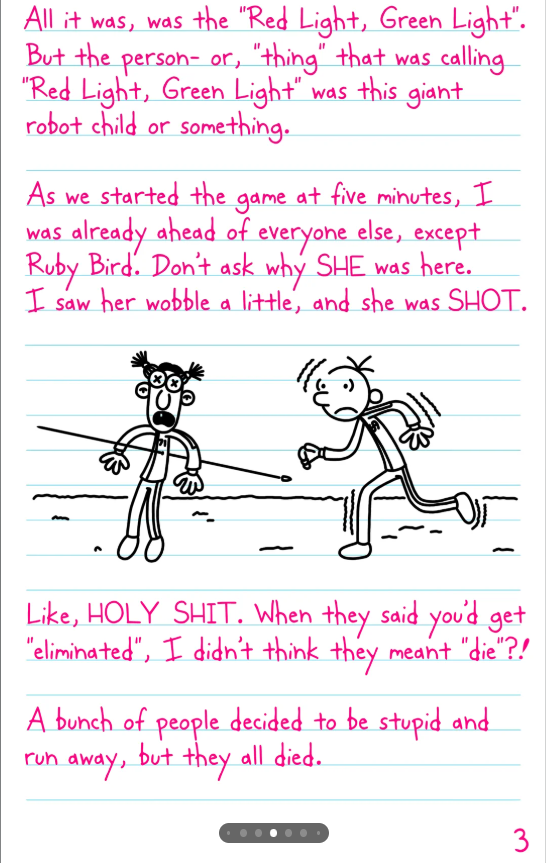 All it was, was the "Red Light, Green Light".
But the person- or, "thing" that was calling
"Red Light, Green Light" was this giant
robot child or something.
As we started the game at five minutes, I
was already ahead of everyone else, except
Ruby Bird. Don't ask why SHE was here.
I saw her wobble a little, and she was SHOT.
Like, HOLY SHIT. When they said you'd get
"eliminated", I didn't think they meant "die"?!
A bunch of people decided to be stupid and
run away, but they all died.
3